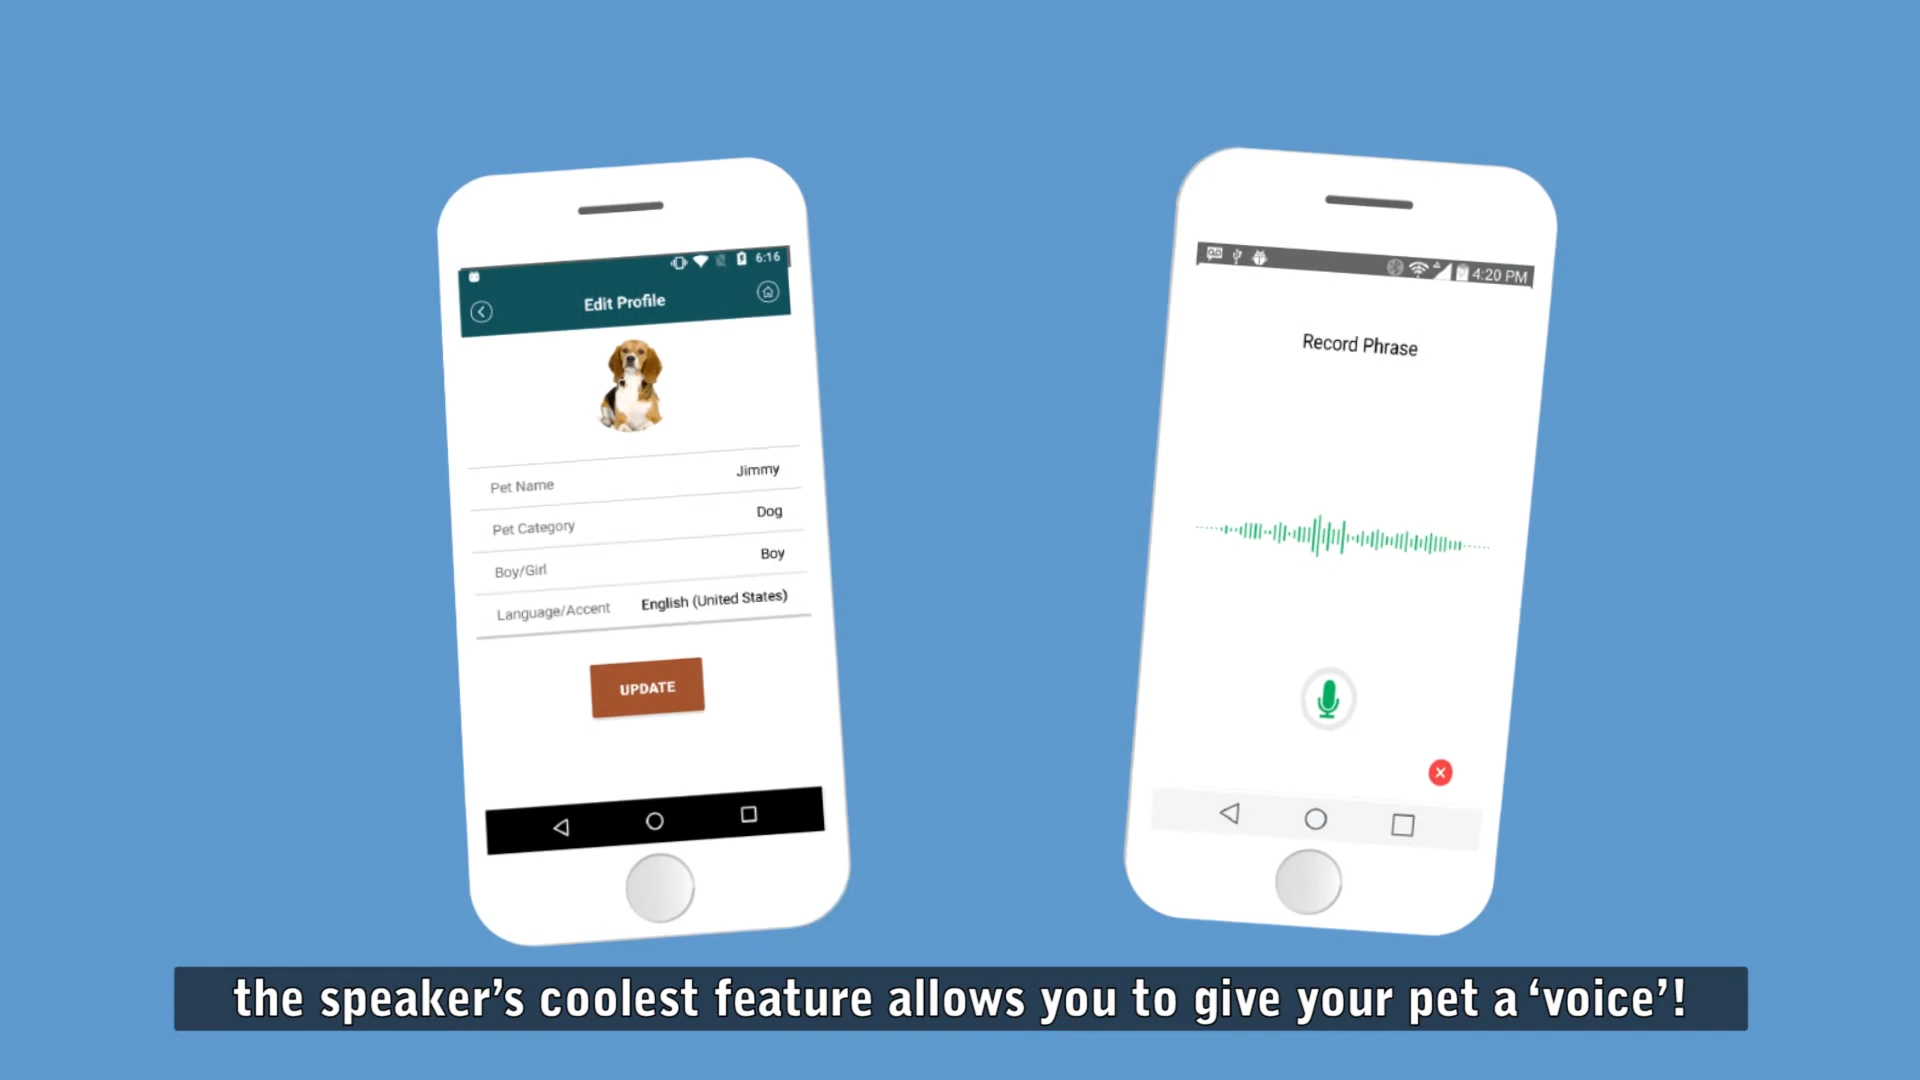 6:16
Edit Profile
Pet Name Jimmy
Pet Category Dog
Boy/Girl Boy
Language/Accent English (United States)
UPDATE
4:20 PM
Record Phrase
the speaker’s coolest feature allows you to give your pet a ‘voice’!